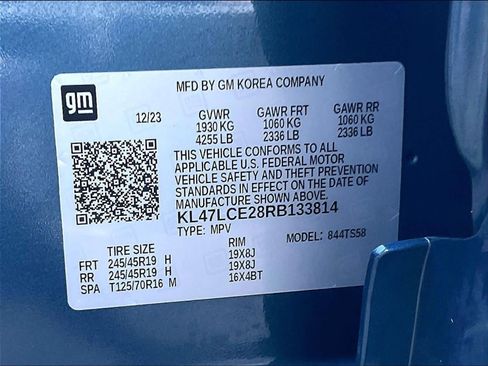 gm
MFD BY GM KOREA COMPANY
12/23 GVWR GAWR FRT GAWR RR
1930 KG 1060 KG 1060 KG
4255 LB 2336 LB 2336 LB
THIS VEHICLE CONFORMS TO ALL
APPLICABLE U.S. FEDERAL MOTOR
VEHICLE SAFETY AND THEFT PREVENTION
STANDARDS IN EFFECT ON THE DATE OF
MANUFACTURE SHOWN ABOVE.
KL47LCE28RB133814
TYPE: MPV MODEL: 844TS58
TIRE SIZE RIM
FRT 245/45R19 H 19X8J
RR 245/45R19 H 19X8J
SPA T125/70R16 M 16X4BT